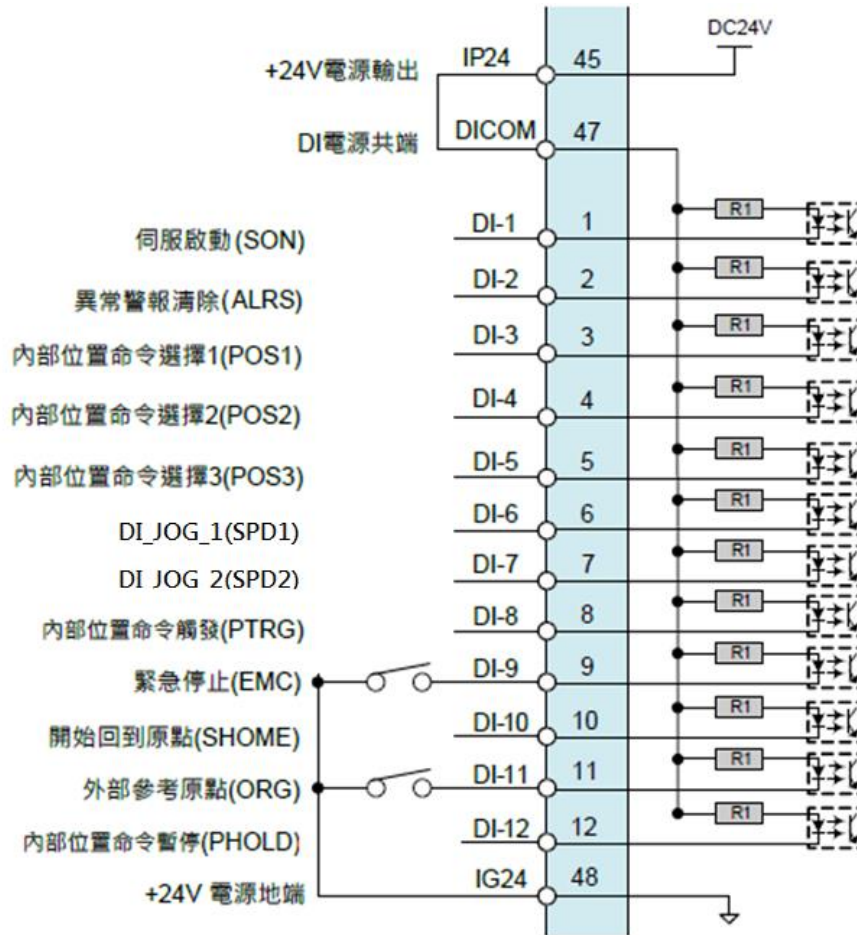 DC24V
+24V電源輸出 IP24 45
DI電源共端 DICOM 47
伺服啟動(SON) DI-1 1 R1
異常警報清除(ALRS) DI-2 2 R1
內部位置命令選擇1(POS1) DI-3 3 R1
內部位置命令選擇2(POS2) DI-4 4 R1
內部位置命令選擇3(POS3) DI-5 5 R1
DI_JOG_1(SPD1) DI-6 6 R1
DI_JOG_2(SPD2) DI-7 7 R1
內部位置命令觸發(PTRG) DI-8 8 R1
緊急停止(EMC) DI-9 9 R1
開始回到原點(SHOME) DI-10 10 R1
外部參考原點(ORG) DI-11 11 R1
內部位置命令暫停(PHOLD) DI-12 12 R1
+24V 電源地端 IG24 48